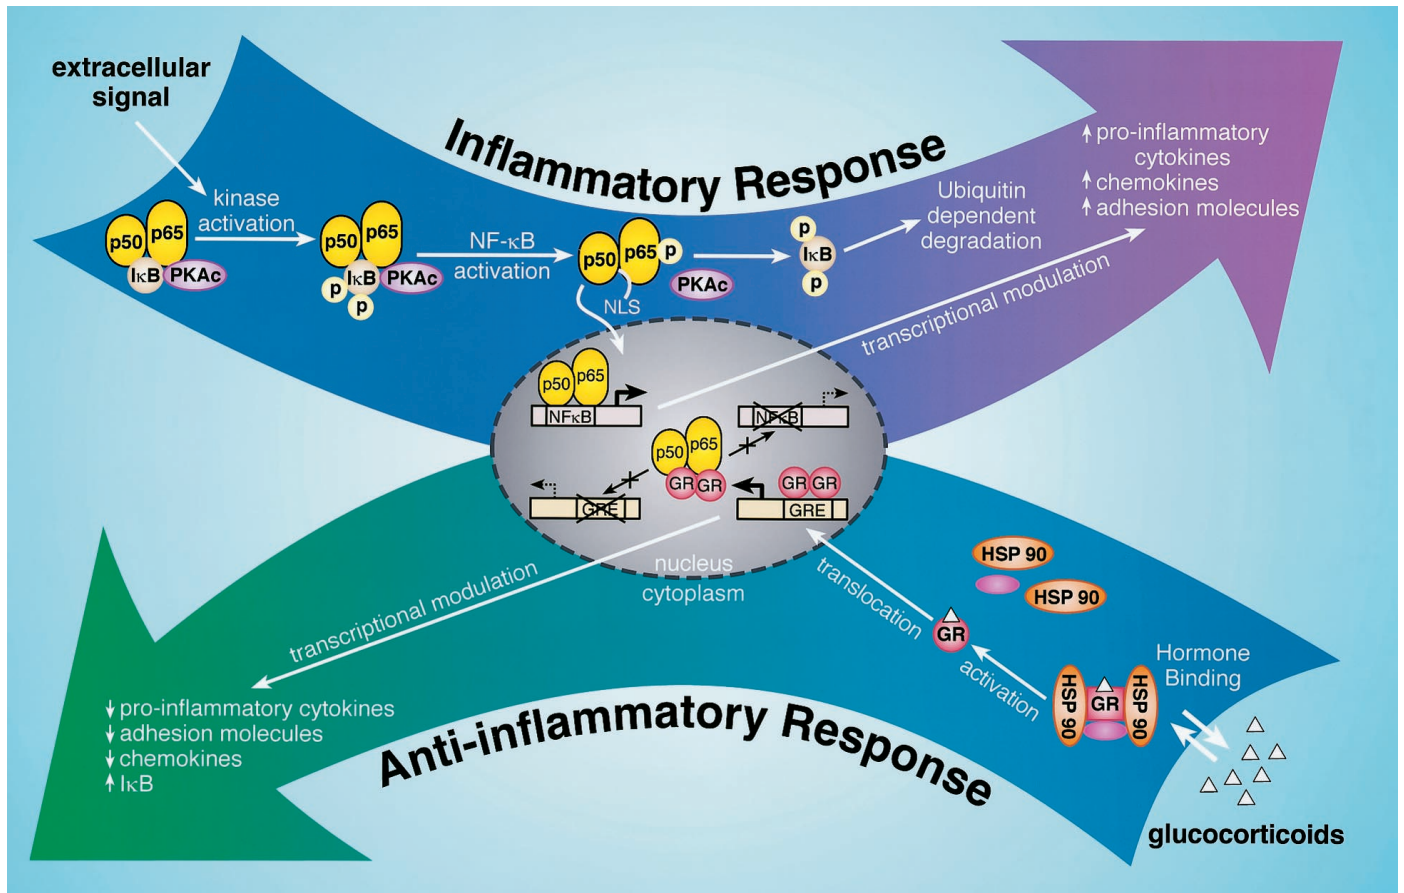 extracellular
signal
Inflammatory Response
kinase
activation
p50
p65
IκB
PKAc
p50
p65
IκB
PKAc
p
p
NF-κB
activation
p50
p65
p
PKAc
NLS
p
IκB
p
Ubiquitin
dependent
degradation
↑ pro-inflammatory
cytokines
↑ chemokines
↑ adhesion molecules
transcriptional modulation
p50
p65
NFκB
NFκB
p50
p65
GR
GR
GR
GR
GRE
GRE
nucleus
cytoplasm
transcriptional modulation
↓ pro-inflammatory cytokines
↓ adhesion molecules
↓ chemokines
↑ IκB
translocation
HSP 90
HSP 90
GR
activation
HSP 90
GR
HSP 90
Hormone
Binding
glucocorticoids
Anti-inflammatory Response